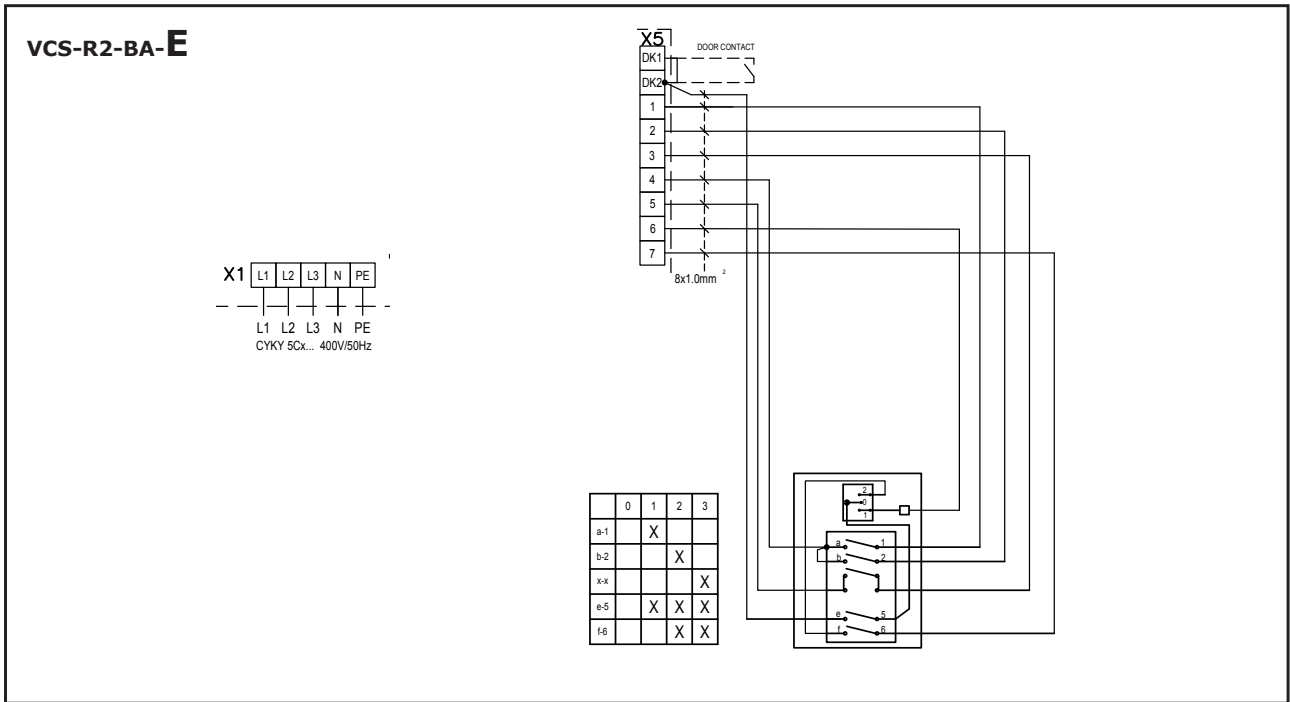 VCS-R2-BA-E
X5
DOOR CONTACT
DK1
DK2
1
2
3
4
5
6
7
8x1.0mm 2
X1 L1 L2 L3 N PE
L1 L2 L3 N PE
CYKY 5Cx... 400V/50Hz
0 1 2 3
a-1 X
b-2 X
x-x X
e-5 X X X
f-6 X X
2
0
1
a 1
b 2
e 5
f 6